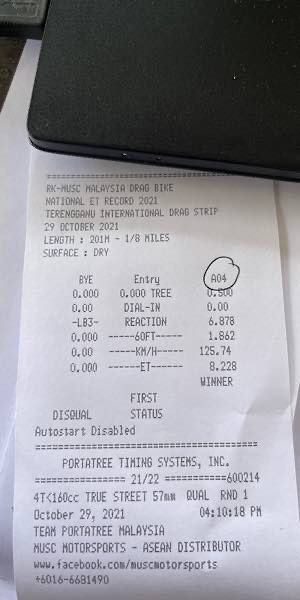 ==========================================
RK-MUSC MALAYSIA DRAG BIKE
NATIONAL ET RECORD 2021
TERENGGANU INTERNATIONAL DRAG STRIP
29 OCTOBER 2021
LENGTH : 201M - 1/8 MILES
SURFACE : DRY
BYE Entry A04
0.000 0.000 TREE 0.500
0.00 DIAL-IN 0.00
-LB3- REACTION 6.878
0.000 -----60FT----- 1.862
0.00 -----KM/H----- 125.74
0.000 ------ET------ 8.228
WINNER
FIRST
DISQUAL STATUS
Autostart Disabled
==========================================
PORTATREE TIMING SYSTEMS, INC.
================ 21/22 ===========600214
4T<160cc TRUE STREET 57mm QUAL RND 1
October 29, 2021 04:10:18 PM
TEAM PORTATREE MALAYSIA
MUSC MOTORSPORTS - ASEAN DISTRIBUTOR
www.facebook.com/muscmotorsports
+6016-6681490